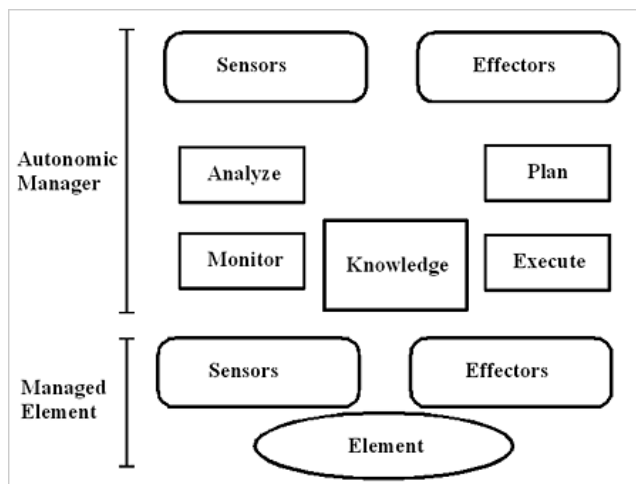 Sensors
Effectors
Autonomic
Manager
Analyze
Plan
Monitor
Knowledge
Execute
Managed
Element
Sensors
Effectors
Element